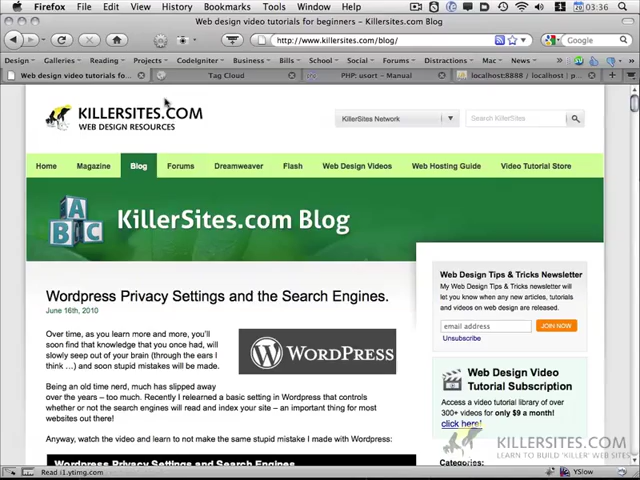 Firefox File Edit View History Bookmarks Tools Window Help 03:36
Web design video tutorials for beginners - Killersites.com Blog
http://www.killersites.com/blog/ Google
Design Galleries Reading Projects CodeIgniter Business Bills School Social Forums Distractions Mac YouTube News
Web design video tutorials fo... Tag Cloud PHP: usort - Manual localhost:8888 / localhost | p...
KILLERSITES.COM
WEB DESIGN RESOURCES
KillerSites Network
Search KillerSites
Home Magazine Blog Forums Dreamweaver Flash Web Design Videos Web Hosting Guide Video Tutorial Store
A B C
KillerSites.com Blog
Wordpress Privacy Settings and the Search Engines.
June 16th, 2010
Over time, as you learn more and more, you'll
soon find that knowledge that you once had, will
slowly seep out of your brain (through the ears I
think ...) and soon stupid mistakes will be made.
WORDPRESS
Being an old time nerd, much has slipped away
over the years – too much. Recently I relearned a basic setting in Wordpress that controls
whether or not the search engines will read and index your site – an important thing for most
websites out there!
Anyway, watch the video and learn to not make the same stupid mistake I made with Wordpress:
Wordpress Privacy Settings and the Search Engines
Web Design Tips & Tricks Newsletter
My Web Design Tips & Tricks newsletter will
let you know when any new articles, tutorials
and videos on web design are released.
email address JOIN NOW
Unsubscribe
Web Design Video
Tutorial Subscription
Access a video tutorial library of over
300+ videos for only $9 a month!
click here!
Categories:
KILLERSITES.COM
LEARN TO BUILD 'KILLER' WEB SITES
Read i1.ytimg.com YSlow